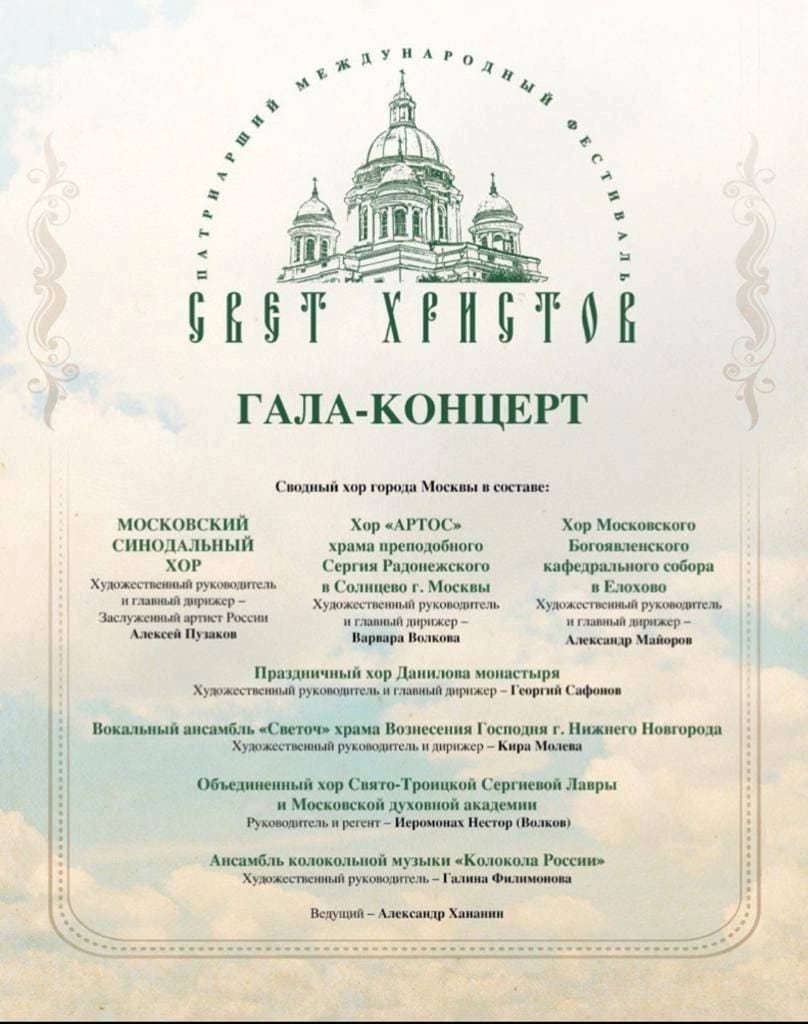 ПАТРИАРШИЙ МЕЖДУНАРОДНЫЙ ФЕСТИВАЛЬ
СВЕТ ХРИСТОВ
ГАЛА-КОНЦЕРТ
Сводный хор города Москвы в составе:
МОСКОВСКИЙ
СИНОДАЛЬНЫЙ
ХОР
Художественный руководитель
и главный дирижер –
Заслуженный артист России
Алексей Пузаков
Хор «АРТОС»
храма преподобного
Сергия Радонежского
в Солнцево г. Москвы
Художественный руководитель
и главный дирижер –
Варвара Волкова
Хор Московского
Богоявленского
кафедрального собора
в Елохово
Художественный руководитель
и главный дирижер –
Александр Майоров
Праздничный хор Данилова монастыря
Художественный руководитель и главный дирижер – Георгий Сафонов
Вокальный ансамбль «Светоч» храма Вознесения Господня г. Нижнего Новгорода
Художественный руководитель и дирижер – Кира Молева
Объединенный хор Свято-Троицкой Сергиевой Лавры
и Московской духовной академии
Руководитель и регент – Иеромонах Нестор (Волков)
Ансамбль колокольной музыки «Колокола России»
Художественный руководитель – Галина Филимонова
Ведущий – Александр Хананин